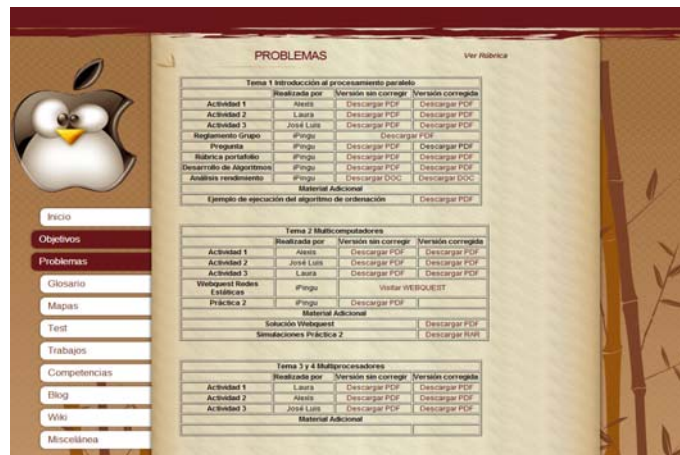 PROBLEMAS
Ver Rúbrica
Tema 1 Introducción al procesamiento paralelo
Realizada por Versión sin corregir Versión corregida
Actividad 1 Alexis Descargar PDF Descargar PDF
Actividad 2 Laura Descargar PDF Descargar PDF
Actividad 3 José Luis Descargar PDF Descargar PDF
Reglamento Grupo iPingu Descargar PDF
Pregunta iPingu Descargar PDF Descargar PDF
Rúbrica portafolio iPingu Descargar PDF Descargar PDF
Desarrollo de Algoritmos iPingu Descargar PDF Descargar PDF
Análisis rendimiento iPingu Descargar DOC Descargar DOC
Material Adicional
Ejemplo de ejecución del algoritmo de ordenación Descargar PDF
Tema 2 Multicomputadores
Realizada por Versión sin corregir Versión corregida
Actividad 1 Alexis Descargar PDF Descargar PDF
Actividad 2 José Luis Descargar PDF Descargar PDF
Actividad 3 Laura Descargar PDF Descargar PDF
Webquest Redes
Estáticas iPingu Visitar WEBQUEST
Práctica 2 iPingu Descargar PDF
Material Adicional
Solución Webquest Descargar PDF
Simulaciones Práctica 2 Descargar RAR
Tema 3 y 4 Multiprocesadores
Realizada por Versión sin corregir Versión corregida
Actividad 1 Laura Descargar PDF Descargar PDF
Actividad 2 Alexis Descargar PDF Descargar PDF
Actividad 3 José Luis Descargar PDF Descargar PDF
Material Adicional
Inicio
Objetivos
Problemas
Glosario
Mapas
Test
Trabajos
Competencias
Blog
Wiki
Miscelánea